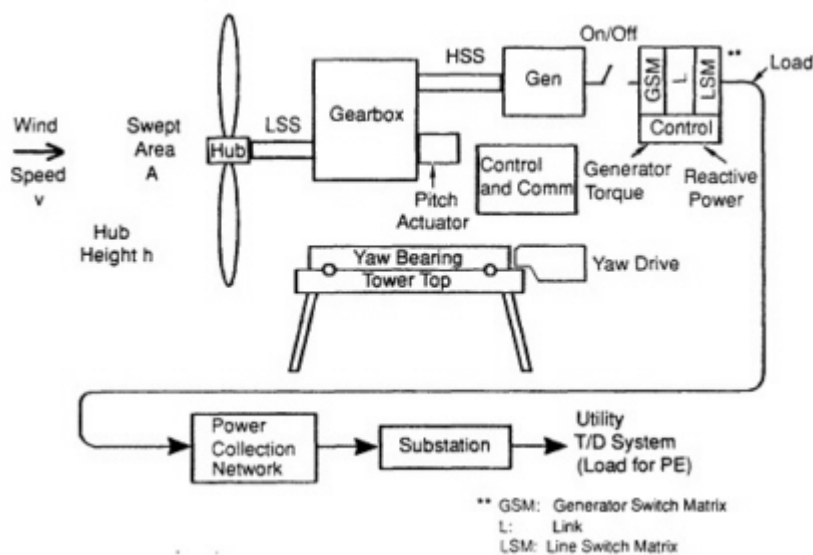 On/Off
HSS
**
Load
Gen
GSM
L
LSM
Gearbox
Wind
Speed
v
Swept
Area
A
LSS
Hub
Control
Control
and Comm
Generator
Torque
Reactive
Power
Pitch
Actuator
Hub
Height h
Yaw Bearing
Tower Top
Yaw Drive
Power
Collection
Network
Substation
Utility
T/D System
(Load for PE)
** GSM: Generator Switch Matrix
L: Link
LSM: Line Switch Matrix